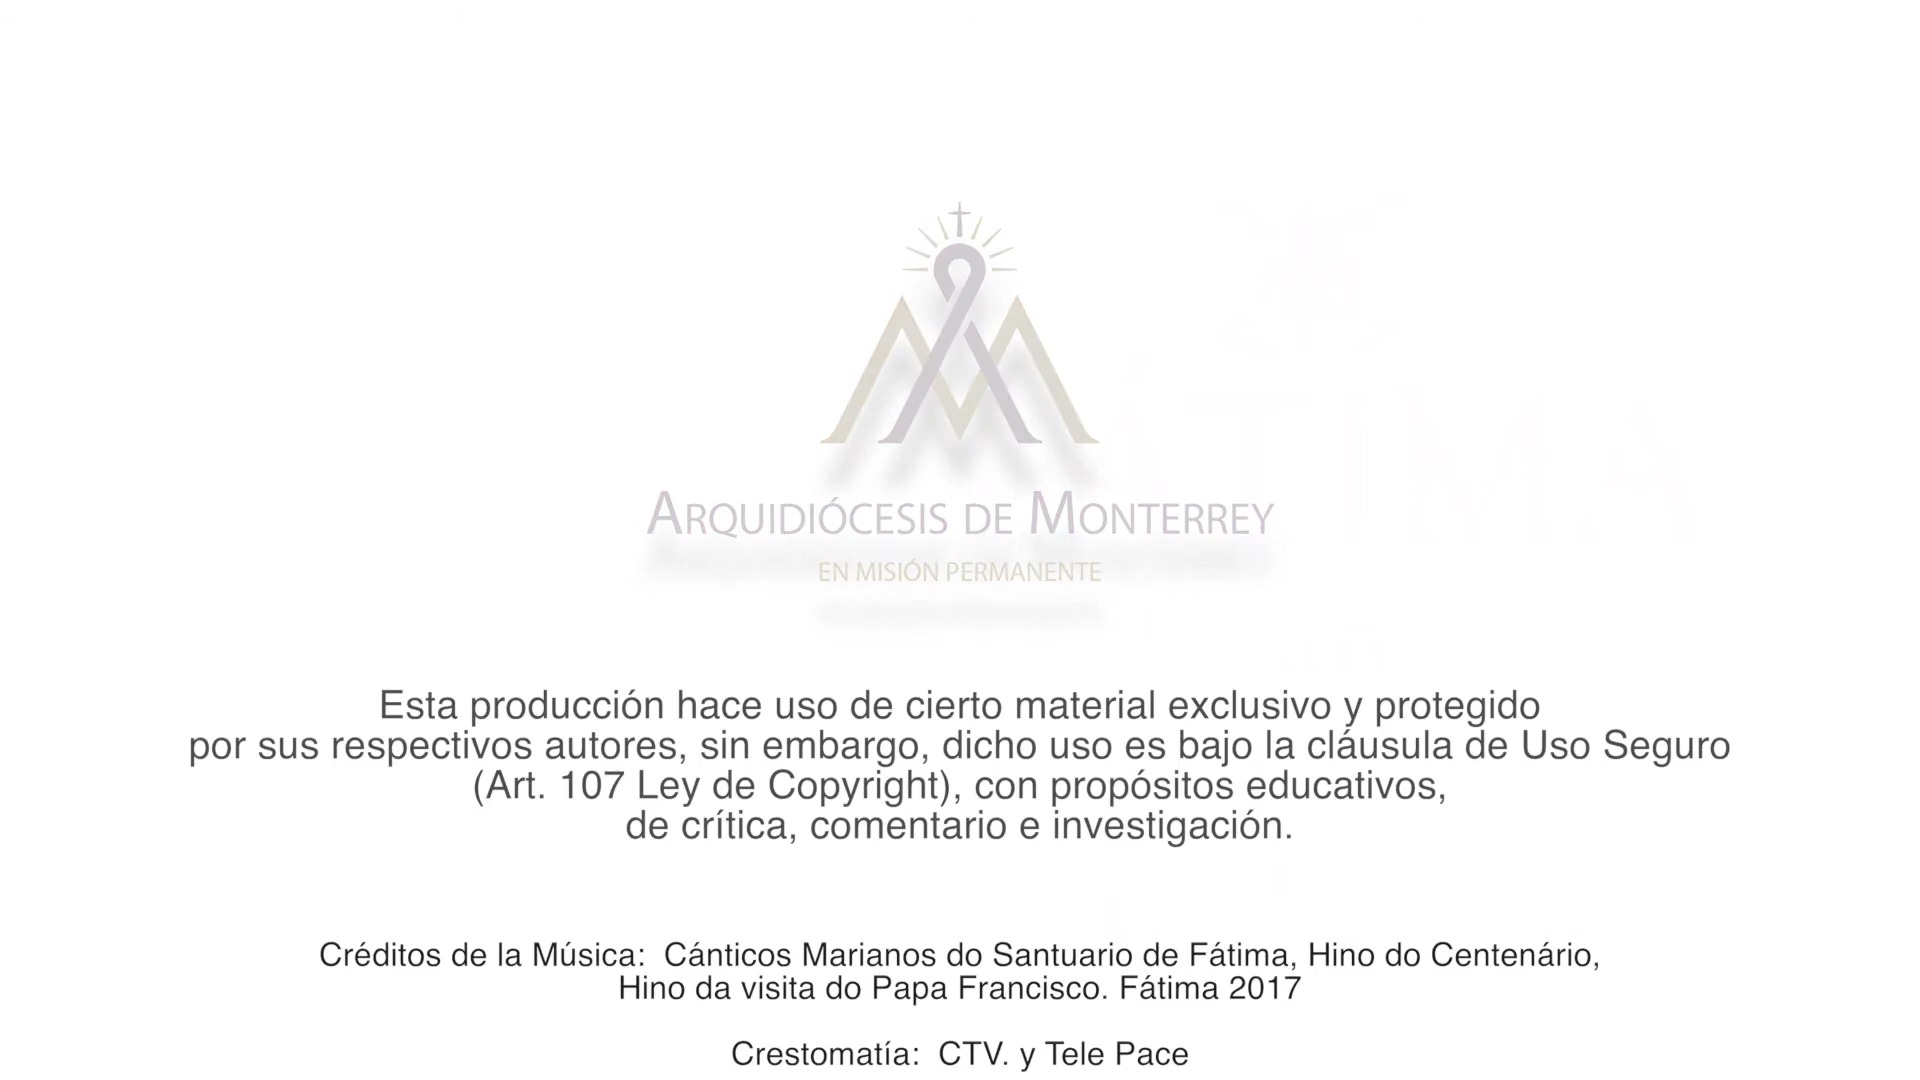 ARQUIDIÓCESIS DE MONTERREY
EN MISIÓN PERMANENTE
Esta producción hace uso de cierto material exclusivo y protegido
por sus respectivos autores, sin embargo, dicho uso es bajo la cláusula de Uso Seguro
(Art. 107 Ley de Copyright), con propósitos educativos,
de crítica, comentario e investigación.
Créditos de la Música:  Cánticos Marianos do Santuario de Fátima, Hino do Centenário,
Hino da visita do Papa Francisco. Fátima 2017
Crestomatía:  CTV. y Tele Pace